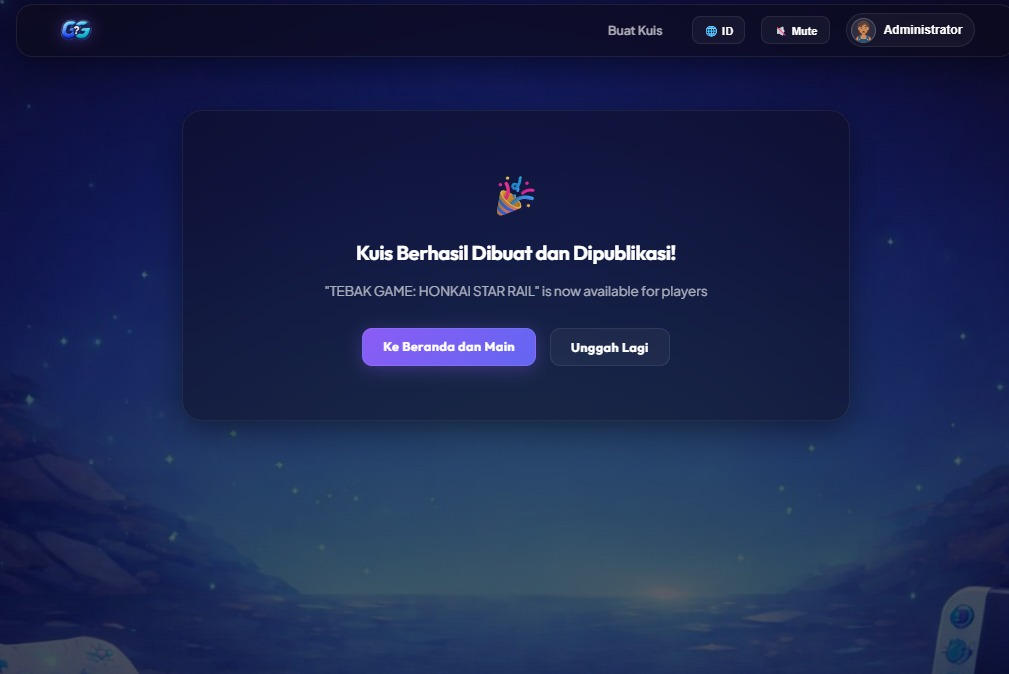 G?G
Buat Kuis
ID
Mute
Administrator
Kuis Berhasil Dibuat dan Dipublikasi!
"TEBAK GAME: HONKAI STAR RAIL" is now available for players
Ke Beranda dan Main
Unggah Lagi